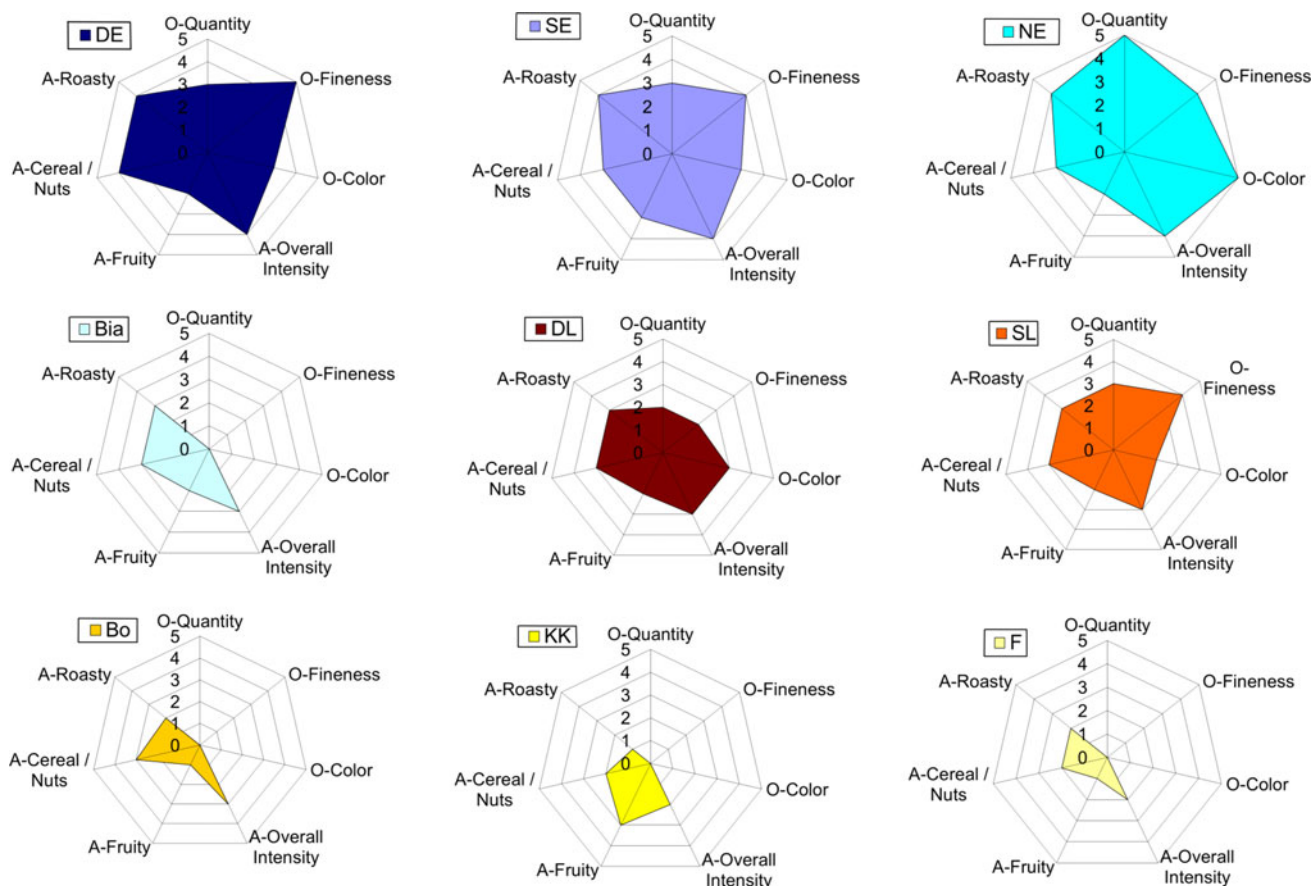 DE
O-Quantity
5
4
3
2
1
0
A-Roasty
O-Fineness
A-Cereal /
Nuts
O-Color
A-Fruity
A-Overall
Intensity
SE
O-Quantity
5
4
3
2
1
0
A-Roasty
O-Fineness
A-Cereal /
Nuts
O-Color
A-Fruity
A-Overall
Intensity
NE
O-Quantity
5
4
3
2
1
0
A-Roasty
O-Fineness
A-Cereal /
Nuts
O-Color
A-Fruity
A-Overall
Intensity
Bia
O-Quantity
5
4
3
2
1
0
A-Roasty
O-Fineness
A-Cereal /
Nuts
O-Color
A-Fruity
A-Overall
Intensity
DL
O-Quantity
5
4
3
2
1
0
A-Roasty
O-Fineness
A-Cereal /
Nuts
O-Color
A-Fruity
A-Overall
Intensity
SL
O-Quantity
5
4
3
2
1
0
A-Roasty
O-
Fineness
A-Cereal /
Nuts
O-Color
A-Fruity
A-Overall
Intensity
Bo
O-Quantity
5
4
3
2
1
0
A-Roasty
O-Fineness
A-Cereal /
Nuts
O-Color
A-Fruity
A-Overall
Intensity
KK
O-Quantity
5
4
3
2
1
0
A-Roasty
O-Fineness
A-Cereal /
Nuts
O-Color
A-Fruity
A-Overall
Intensity
F
O-Quantity
5
4
3
2
1
0
A-Roasty
O-Fineness
A-Cereal /
Nuts
O-Color
A-Fruity
A-Overall
Intensity